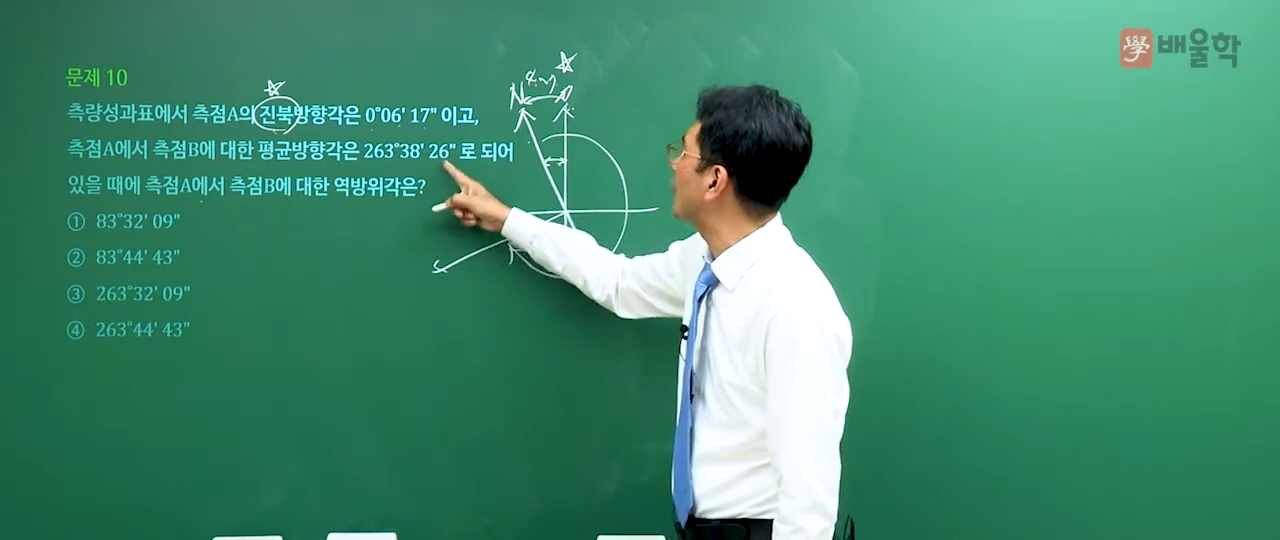 學 배울학
문제 10
측량성과표에서 측점A의 진북방향각은 0°06' 17" 이고,
측점A에서 측점B에 대한 평균방향각은 263°38' 26" 로 되어
있을 때에 측점A에서 측점B에 대한 역방위각은?
① 83°32' 09"
② 83°44' 43"
③ 263°32' 09"
④ 263°44' 43"
N